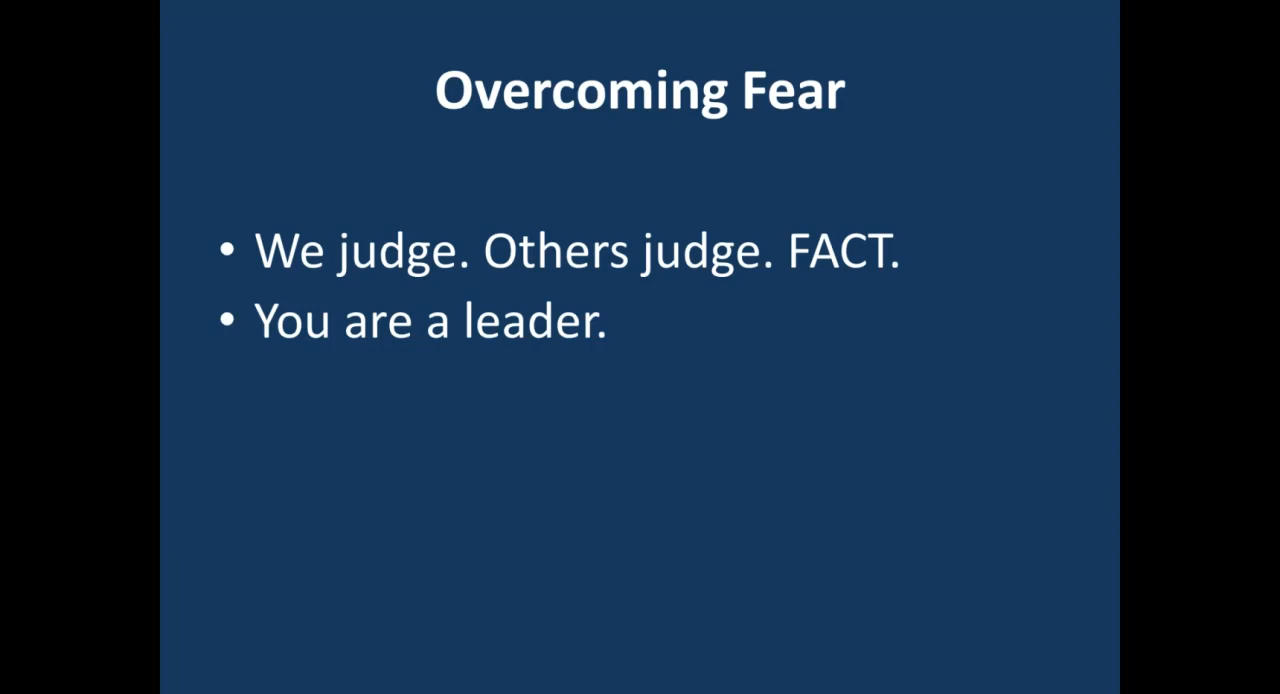 Overcoming Fear
• We judge. Others judge. FACT.
• You are a leader.